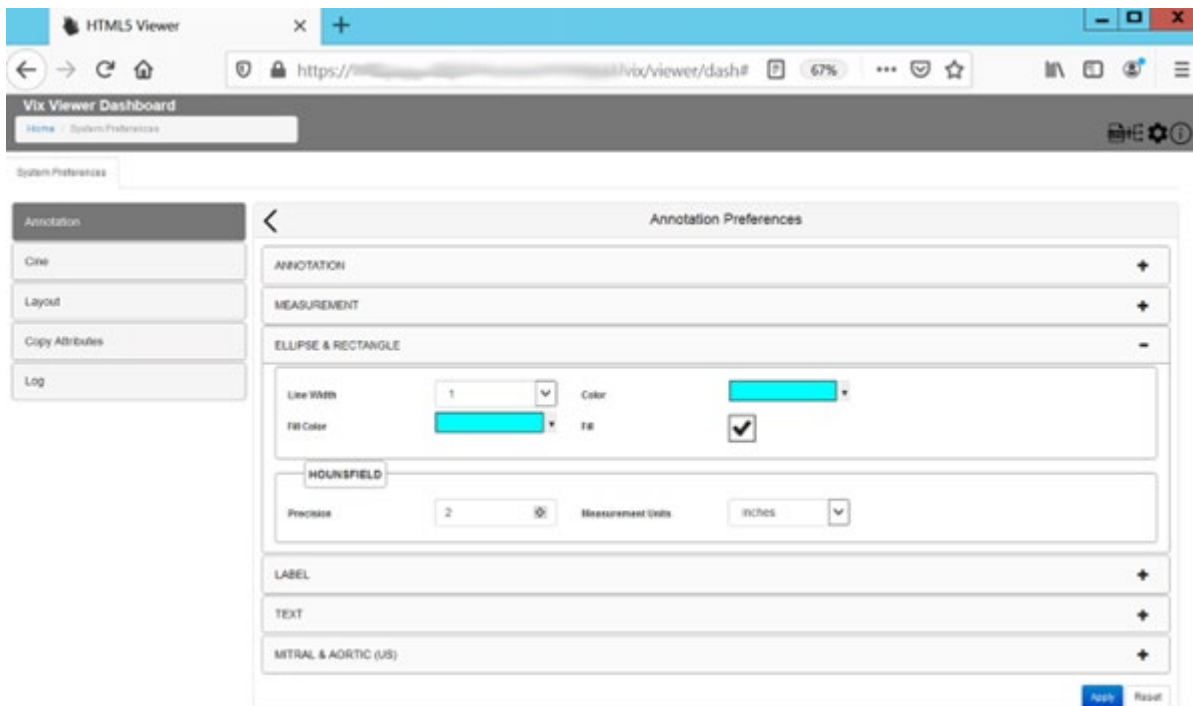 HTML5 Viewer
https:// /vix/viewer/dash# 67%
Vix Viewer Dashboard
Home / System Preferences
System Preferences
Annotation
Cine
Layout
Copy Attributes
Log
Annotation Preferences
ANNOTATION
MEASUREMENT
ELLIPSE & RECTANGLE
Line Width 1 Color
Fill Color Fill
HOUNSFIELD
Precision 2 Measurement Units inches
LABEL
TEXT
MITRAL & AORTIC (US)
Apply Reset